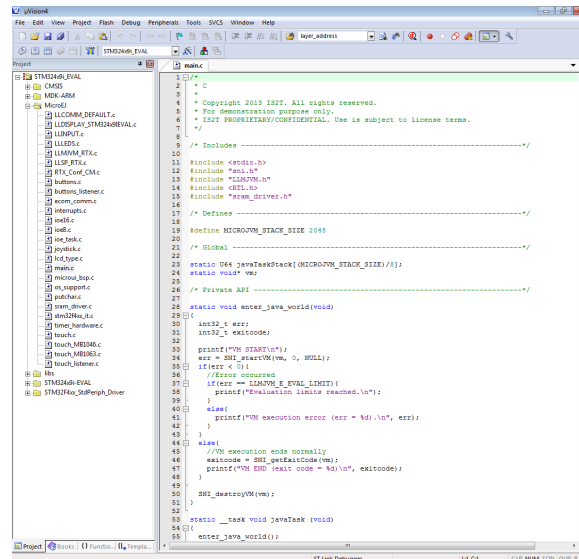 µVision4
File Edit View Project Flash Debug Peripherals Tools SVCS Window Help
layer_address
STM324x9I_EVAL
Project
main.c
STM324x9I_EVAL
CMSIS
MDK-ARM
MicroEJ
LLCOMM_DEFAULT.c
LLDISPLAY_STM324x9IEVAL.c
LLINPUT.c
LLLEDS.c
LLMJVM_RTX.c
LLSP_RTX.c
RTX_Conf_CM.c
buttons.c
buttons_listener.c
ecom_comm.c
interrupts.c
ioe16.c
ioe8.c
ioe_task.c
joystick.c
lcd_type.c
main.c
microui_bsp.c
os_support.c
putchar.c
sram_driver.c
stm32f4xx_it.c
timer_hardware.c
touch.c
touch_MB1046.c
touch_MB1063.c
touch_listener.c
libs
STM324x9I-EVAL
STM32F4xx_StdPeriph_Driver
Project Books Functio... Templa...
1 /*
2 * C
3 *
4 * Copyright 2013 IS2T. All rights reserved.
5 * For demonstration purpose only.
6 * IS2T PROPRIETARY/CONFIDENTIAL. Use is subject to license terms.
7 */
8
9 /* Includes ------------------------------------------------------*/
10
11 #include <stdio.h>
12 #include "sni.h"
13 #include "LLMJVM.h"
14 #include <RTL.h>
15 #include "sram_driver.h"
16
17 /* Defines -------------------------------------------------------*/
18
19 #define MICROJVM_STACK_SIZE 2048
20
21 /* Global --------------------------------------------------------*/
22
23 static U64 javaTaskStack[(MICROJVM_STACK_SIZE)/8];
24 static void* vm;
25
26 /* Private API ---------------------------------------------------*/
27
28 static void enter_java_world(void)
29 {
30 int32_t err;
31 int32_t exitcode;
32
33 printf("VM START\n");
34 err = SNI_startVM(vm, 0, NULL);
35 if(err < 0){
36 //Error occurred
37 if(err == LLMJVM_E_EVAL_LIMIT){
38 printf("Evaluation limits reached.\n");
39 }
40 else{
41 printf("VM execution error (err = %d).\n", err);
42 }
43 }
44 else{
45 //VM execution ends normally
46 exitcode = SNI_getExitCode(vm);
47 printf("VM END (exit code = %d)\n", exitcode);
48 }
49
50 SNI_destroyVM(vm);
51 }
52
53 static __task void javaTask (void)
54 {
55 enter_java_world();
ST-Link Debugger L:1 C:1 CAP NUM SCRL OVR R